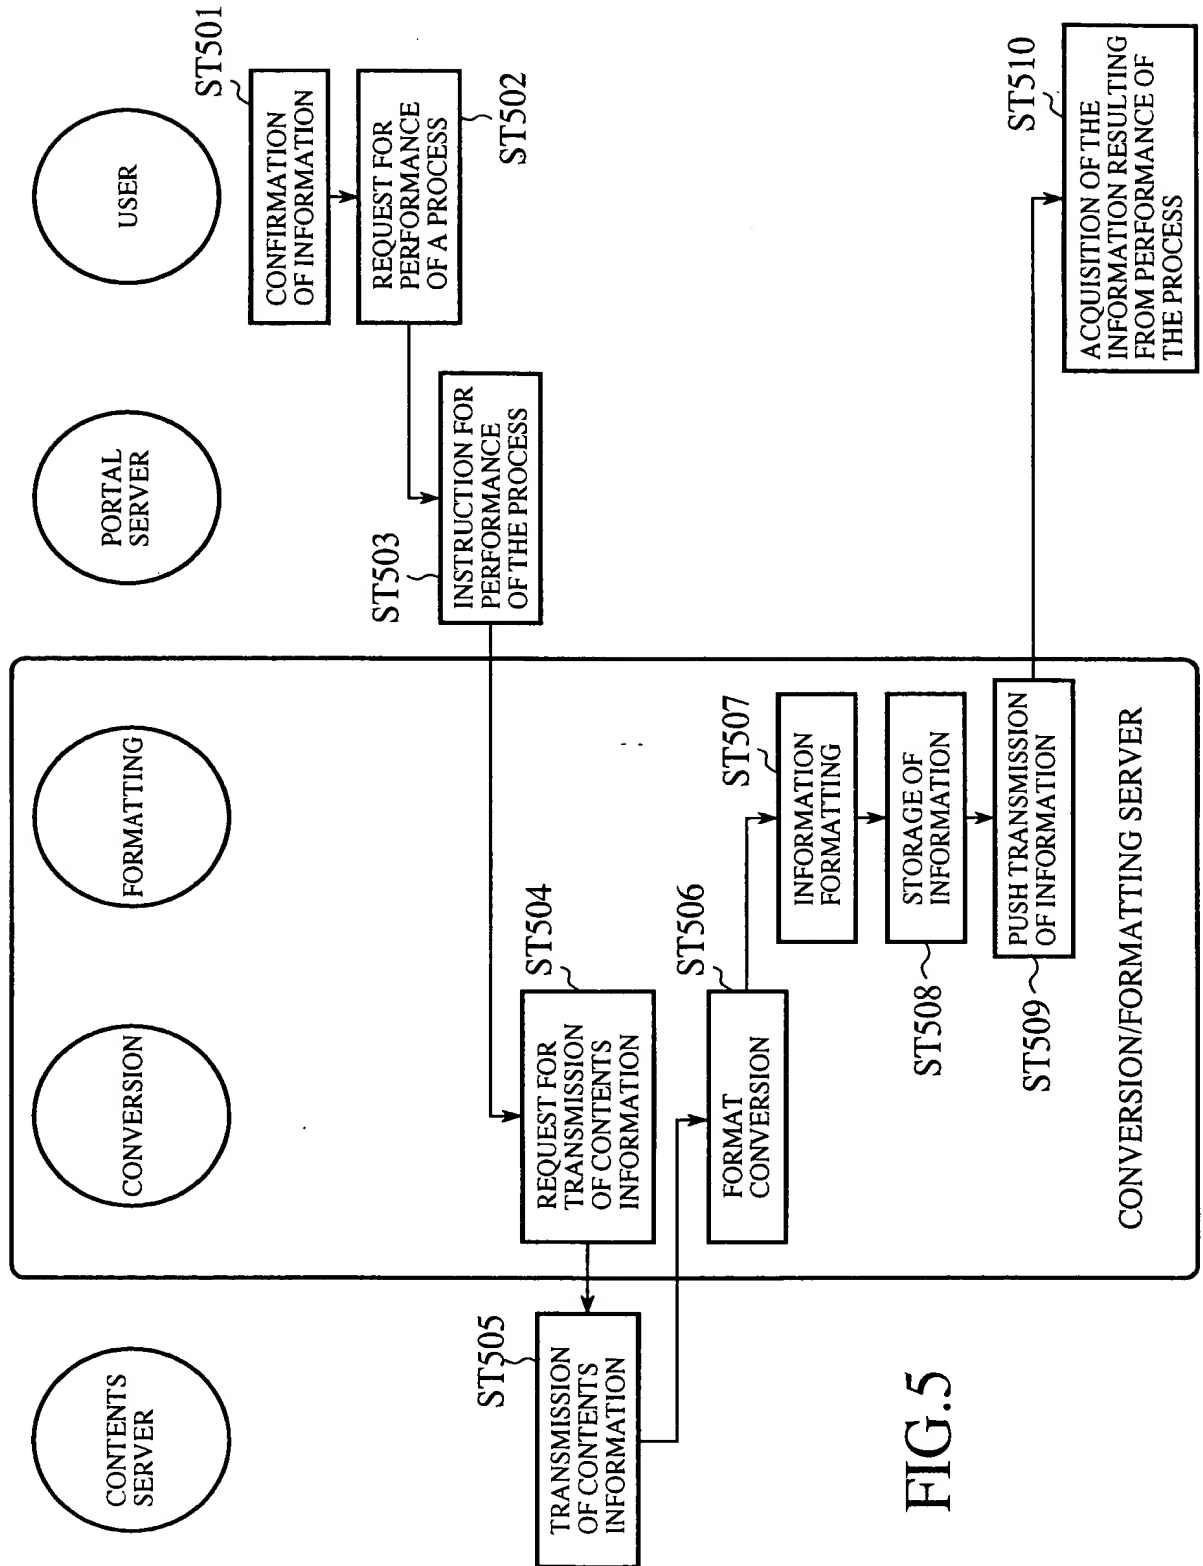 CONTENTS
SERVER
CONVERSION
FORMATTING
PORTAL
SERVER
USER
ST501
CONFIRMATION
OF INFORMATION
REQUEST FOR
PERFORMANCE
OF A PROCESS
ST502
ST503
INSTRUCTION FOR
PERFORMANCE
OF THE PROCESS
ST504
REQUEST FOR
TRANSMISSION
OF CONTENTS
INFORMATION
ST505
TRANSMISSION
OF CONTENTS
INFORMATION
ST506
FORMAT
CONVERSION
ST507
INFORMATION
FORMATTING
STORAGE OF
INFORMATION
ST508
PUSH TRANSMISSION
OF INFORMATION
ST509
ST510
ACQUISITION OF THE
INFORMATION RESULTING
FROM PERFORMANCE OF
THE PROCESS
CONVERSION/FORMATTING SERVER
FIG.5